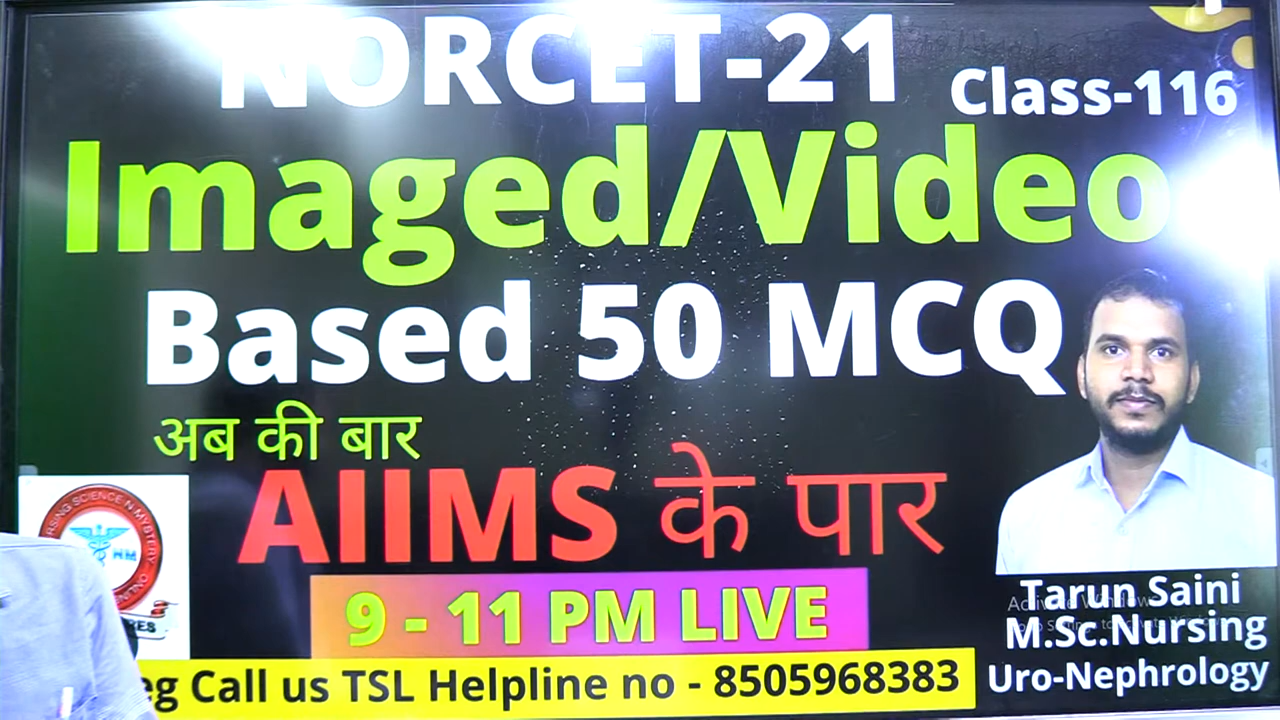 NORCET-21
Class-116
Imaged/Video
Based 50 MCQ
अब की बार
AIIMS के पार
9 - 11 PM LIVE
Call us TSL Helpline no - 8505968383
Tarun Saini
M.Sc.Nursing
Uro-Nephrology